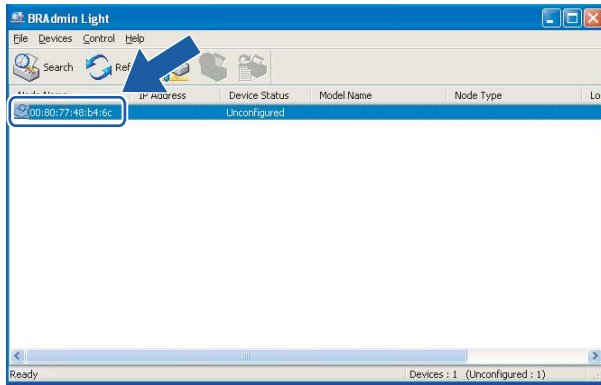 BRAdmin Light
File Devices Control Help
Search
IP Address Device Status Model Name Node Type Lo
00:80:77:48:b4:6c Unconfigured
Ready Devices : 1 (Unconfigured : 1)